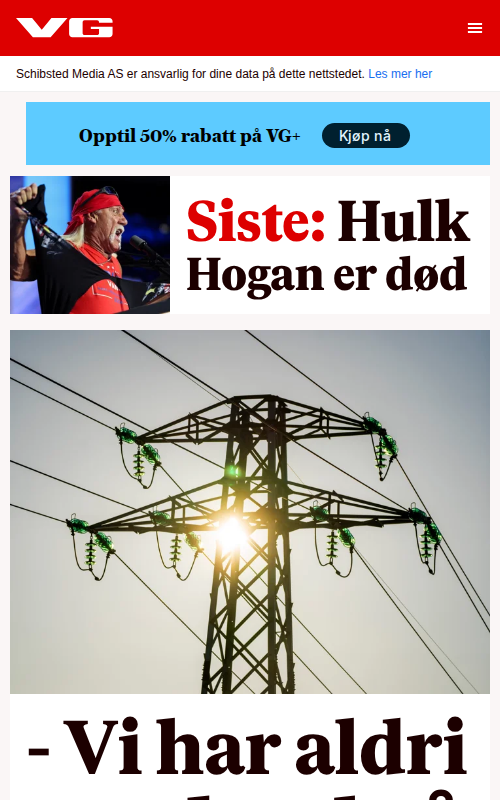 VG
Schibsted Media AS er ansvarlig for dine data på dette nettstedet. Les mer her
Opptil 50% rabatt på VG+ Kjøp nå
Siste: Hulk
Hogan er død
- Vi har aldri